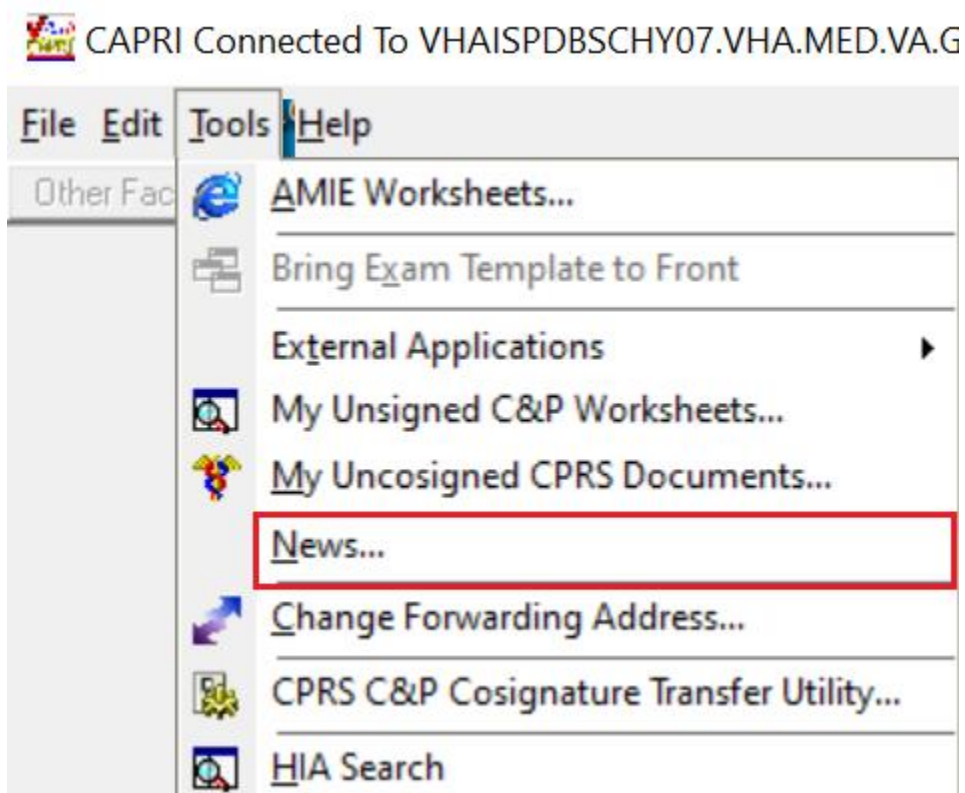 CAPRI Connected To VHAISPDBSCHY07.VHA.MED.VA.G
File Edit Tools Help
Other Fac
AMIE Worksheets...
Bring Exam Template to Front
External Applications
My Unsigned C&P Worksheets...
My Uncosigned CPRS Documents...
News...
Change Forwarding Address...
CPRS C&P Cosignature Transfer Utility...
HIA Search